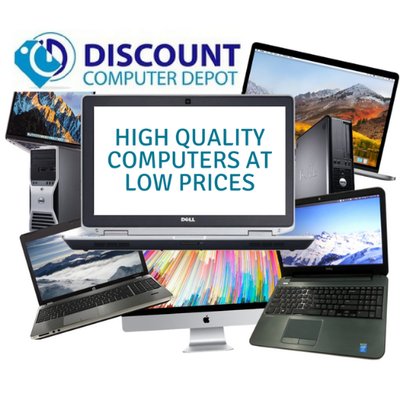 DISCOUNT
COMPUTER DEPOT
HIGH QUALITY
COMPUTERS AT
LOW PRICES
DELL